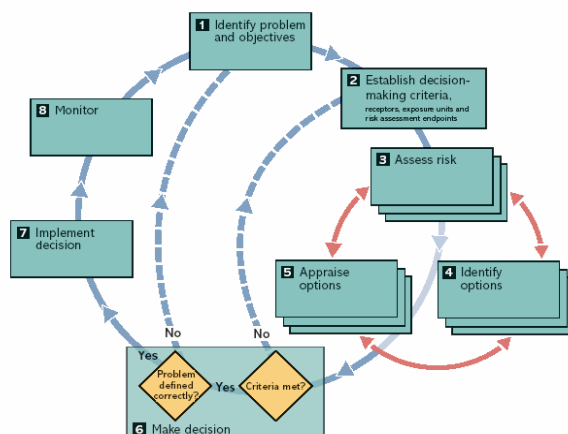 1 Identify problem
and objectives
2 Establish decision-
making criteria,
receptors, exposure units and
risk assessment endpoints
3 Assess risk
4 Identify
options
5 Appraise
options
No
No
Yes
Problem
defined
correctly?
Yes
Criteria met?
6 Make decision
7 Implement
decision
8 Monitor